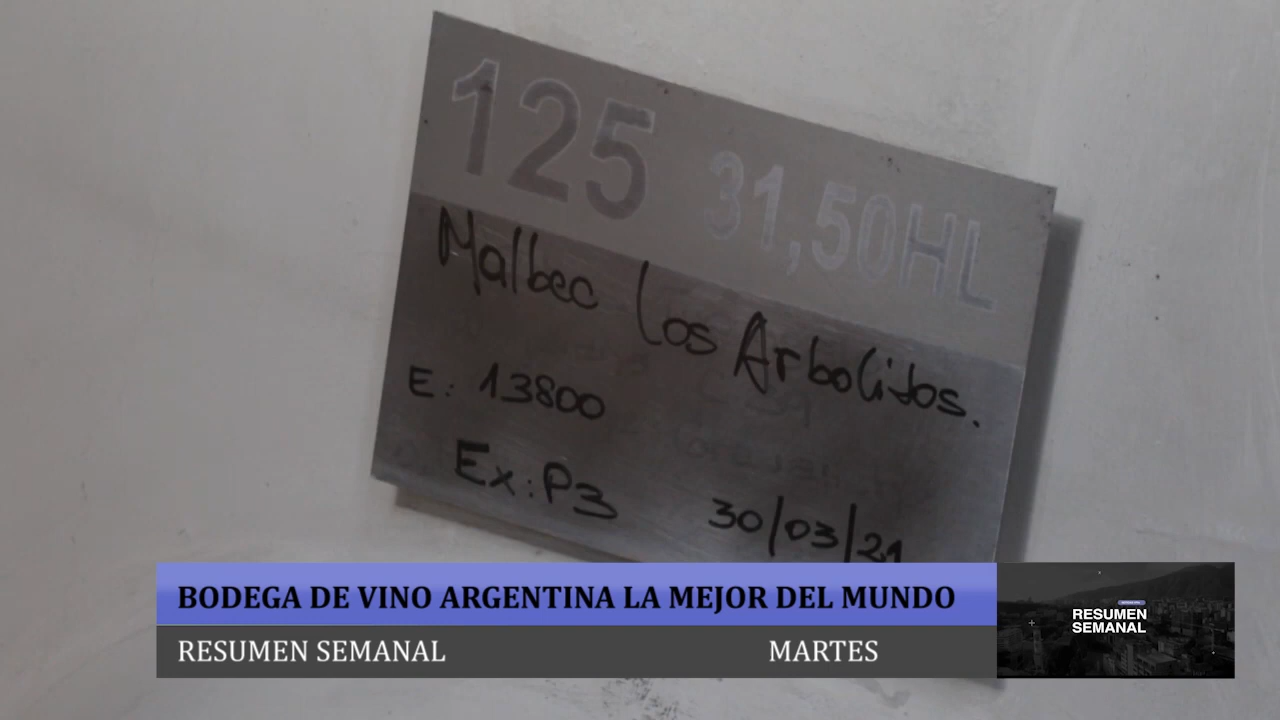 125 31,50HL
Malbec Los Arbolitos.
E: 13800
Ex: P3 30/03/21
BODEGA DE VINO ARGENTINA LA MEJOR DEL MUNDO
RESUMEN SEMANAL MARTES
RESUMEN
SEMANAL